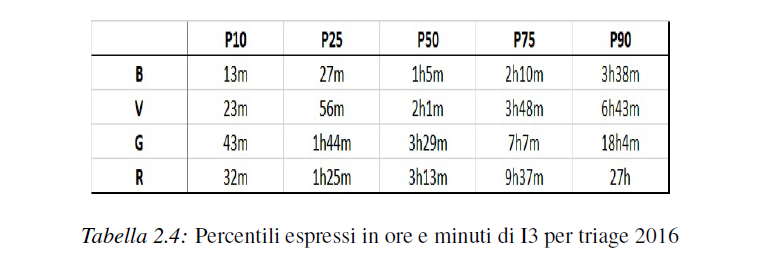 P10 P25 P50 P75 P90
B 13m 27m 1h5m 2h10m 3h38m
V 23m 56m 2h1m 3h48m 6h43m
G 43m 1h44m 3h29m 7h7m 18h4m
R 32m 1h25m 3h13m 9h37m 27h
Tabella 2.4: Percentili espressi in ore e minuti di I3 per triage 2016